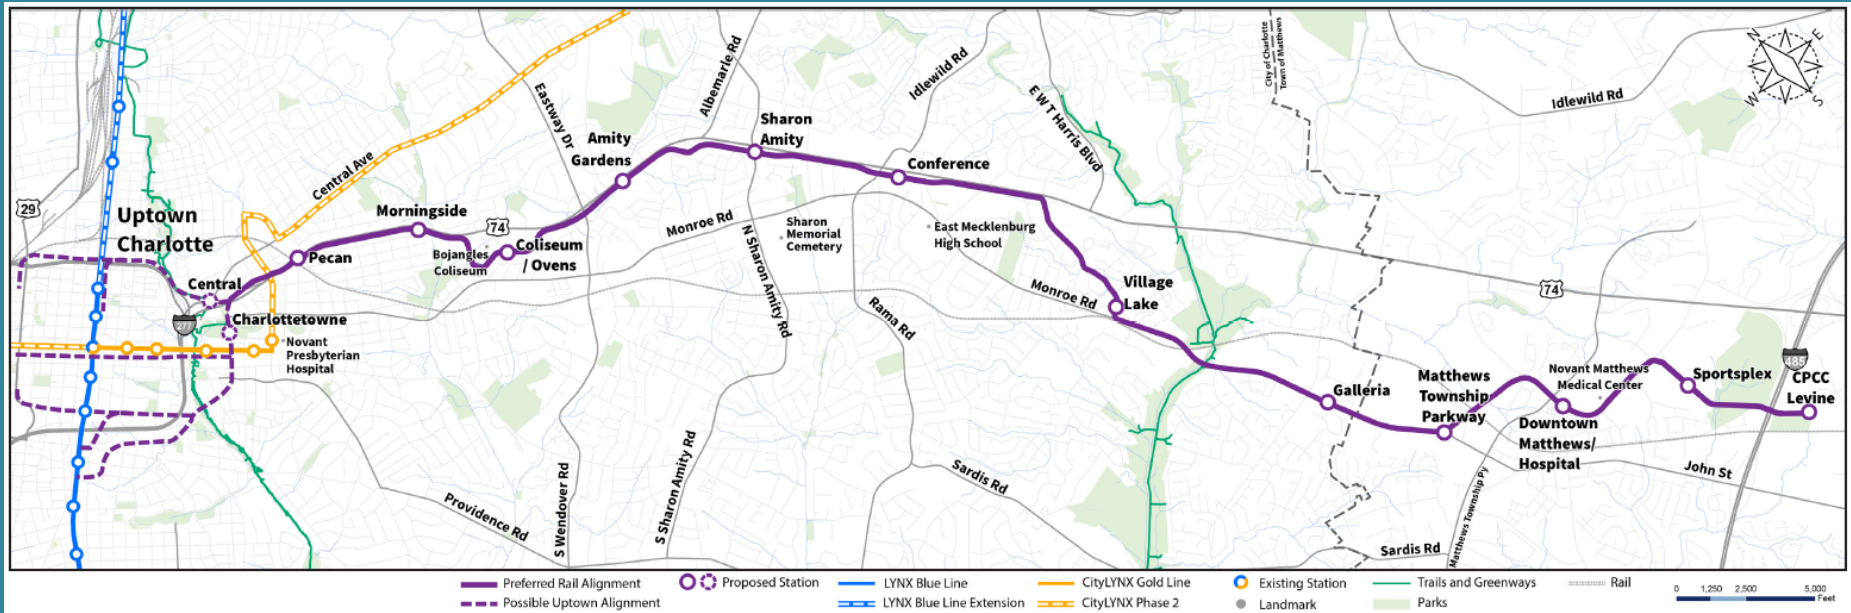 City of Charlotte
Town of Matthews
N
E
W
S
Albemarle Rd
Idlewild Rd
Idlewild Rd
E W T Harris Blvd
Eastway Dr
Sharon
Amity
Amity
Gardens
Conference
Central Ave
29
Uptown
Charlotte
Morningside
74
Monroe Rd
Sharon
Memorial
Cemetery
East Mecklenburg
High School
Pecan
Bojangles
Coliseum
Coliseum
/ Ovens
N Sharon Amity Rd
Central
Village
Lake
Monroe Rd
74
277
Charlottetowne
Novant
Presbyterian
Hospital
Rama Rd
485
Matthews
Township
Parkway
Galleria
Novant Matthews
Medical Center
Sportsplex
CPCC
Levine
Downtown
Matthews/
Hospital
John St
S Sharon Amity Rd
Sardis Rd
S Wendover Rd
Providence Rd
Matthews Township Py
Sardis Rd
Preferred Rail Alignment
Proposed Station
LYNX Blue Line
CityLYNX Gold Line
Existing Station
Trails and Greenways
Rail
Possible Uptown Alignment
LYNX Blue Line Extension
CityLYNX Phase 2
Landmark
Parks
0 1,250 2,500 5,000
Feet